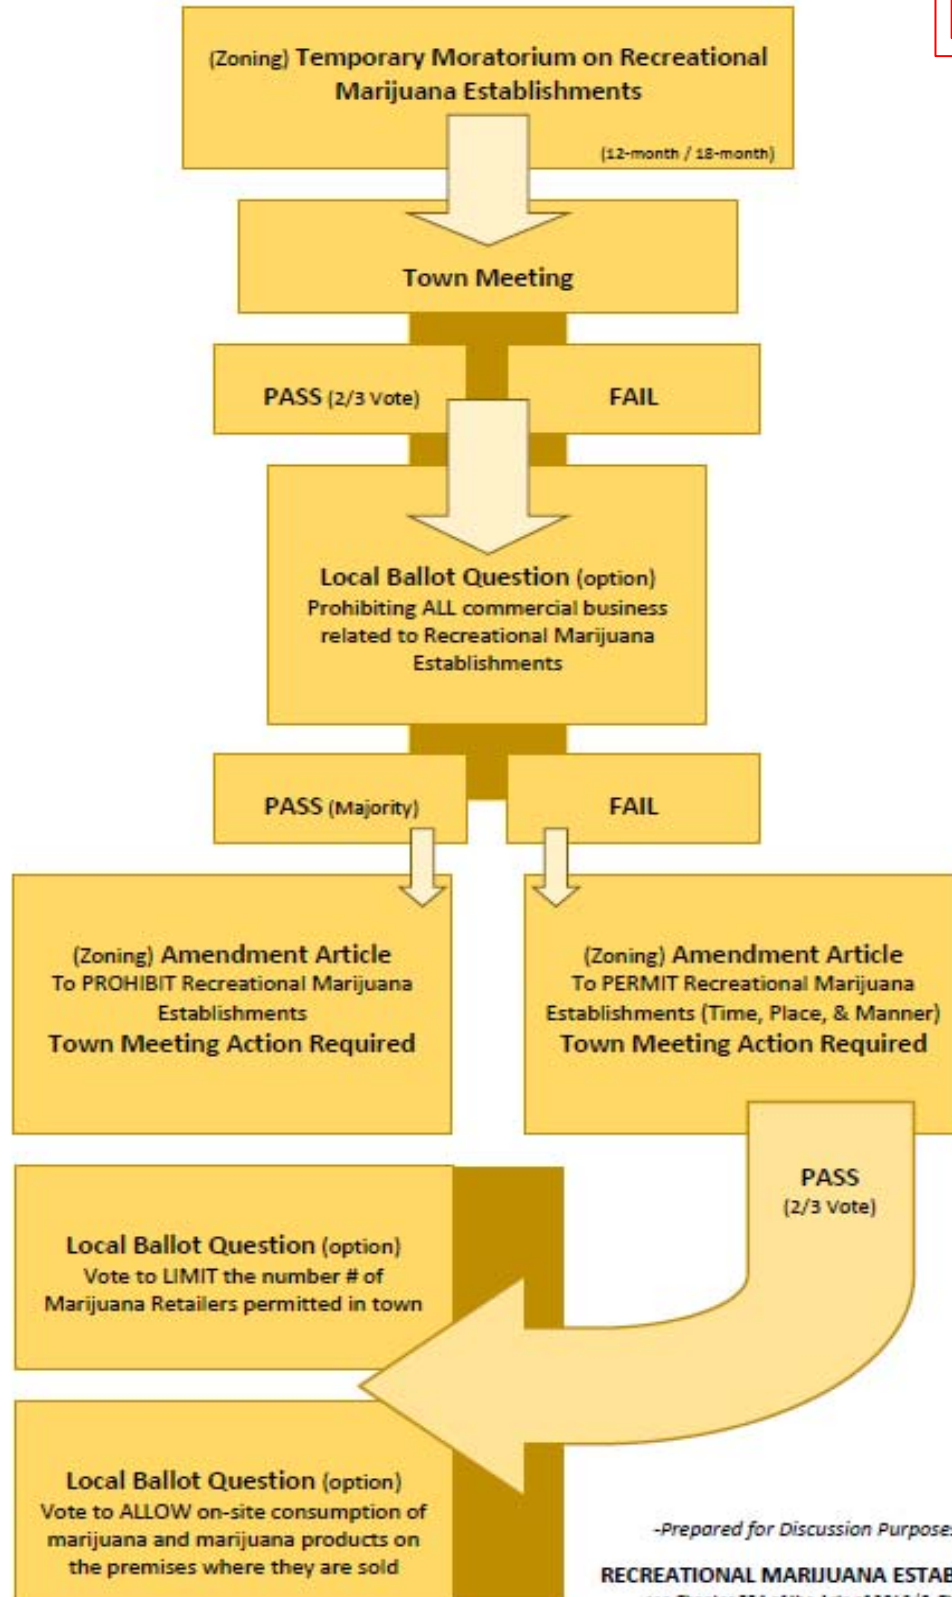 (Zoning) Temporary Moratorium on Recreational
Marijuana Establishments
(12-month / 18-month)
Town Meeting
PASS (2/3 Vote)
FAIL
Local Ballot Question (option)
Prohibiting ALL commercial business
related to Recreational Marijuana
Establishments
PASS (Majority)
FAIL
(Zoning) Amendment Article
To PROHIBIT Recreational Marijuana
Establishments
Town Meeting Action Required
(Zoning) Amendment Article
To PERMIT Recreational Marijuana
Establishments (Time, Place, & Manner)
Town Meeting Action Required
PASS
(2/3 Vote)
Local Ballot Question (option)
Vote to LIMIT the number # of
Marijuana Retailers permitted in town
Local Ballot Question (option)
Vote to ALLOW on-site consumption of
marijuana and marijuana products on
the premises where they are sold
-Prepared for Discussion Purposes
RECREATIONAL MARIJUANA ESTAB